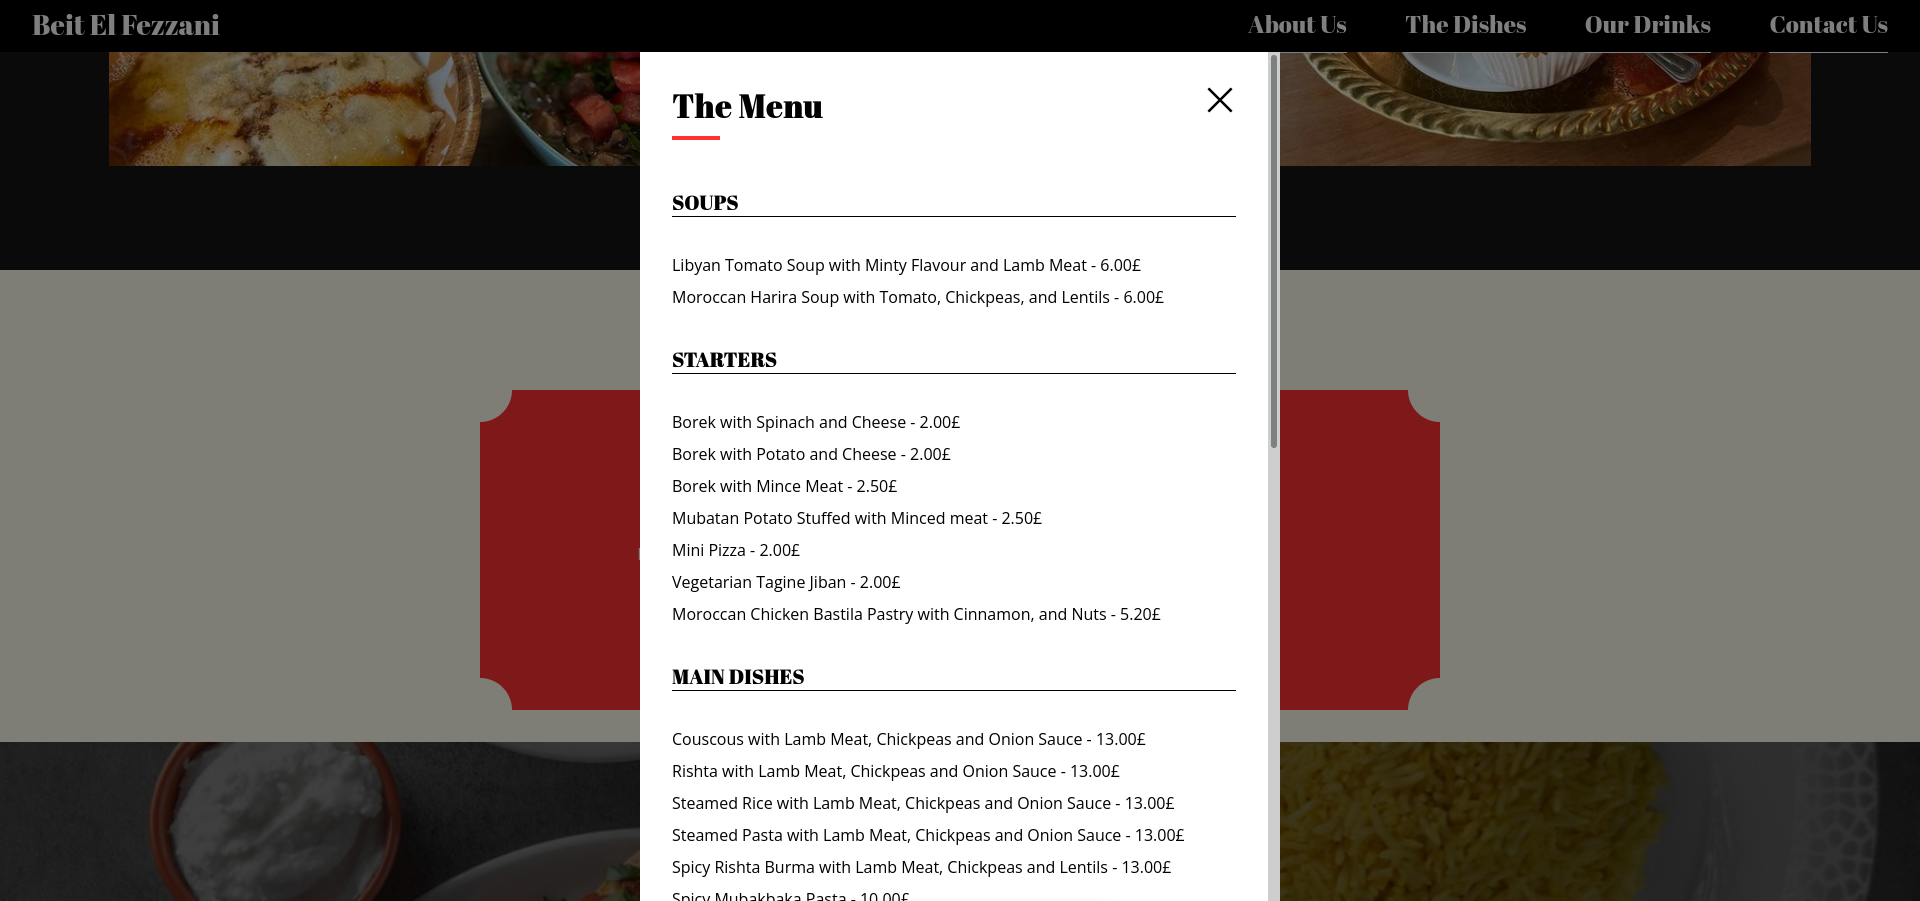 Beit El Fezzani
About Us
The Dishes
Our Drinks
Contact Us
The Menu
SOUPS
Libyan Tomato Soup with Minty Flavour and Lamb Meat - 6.00£
Moroccan Harira Soup with Tomato, Chickpeas, and Lentils - 6.00£
STARTERS
Borek with Spinach and Cheese - 2.00£
Borek with Potato and Cheese - 2.00£
Borek with Mince Meat - 2.50£
Mubatan Potato Stuffed with Minced meat - 2.50£
Mini Pizza - 2.00£
Vegetarian Tagine Jiban - 2.00£
Moroccan Chicken Bastila Pastry with Cinnamon, and Nuts - 5.20£
MAIN DISHES
Couscous with Lamb Meat, Chickpeas and Onion Sauce - 13.00£
Rishta with Lamb Meat, Chickpeas and Onion Sauce - 13.00£
Steamed Rice with Lamb Meat, Chickpeas and Onion Sauce - 13.00£
Steamed Pasta with Lamb Meat, Chickpeas and Onion Sauce - 13.00£
Spicy Rishta Burma with Lamb Meat, Chickpeas and Lentils - 13.00£
Spicy Mubakbaka Pasta - 10.00£